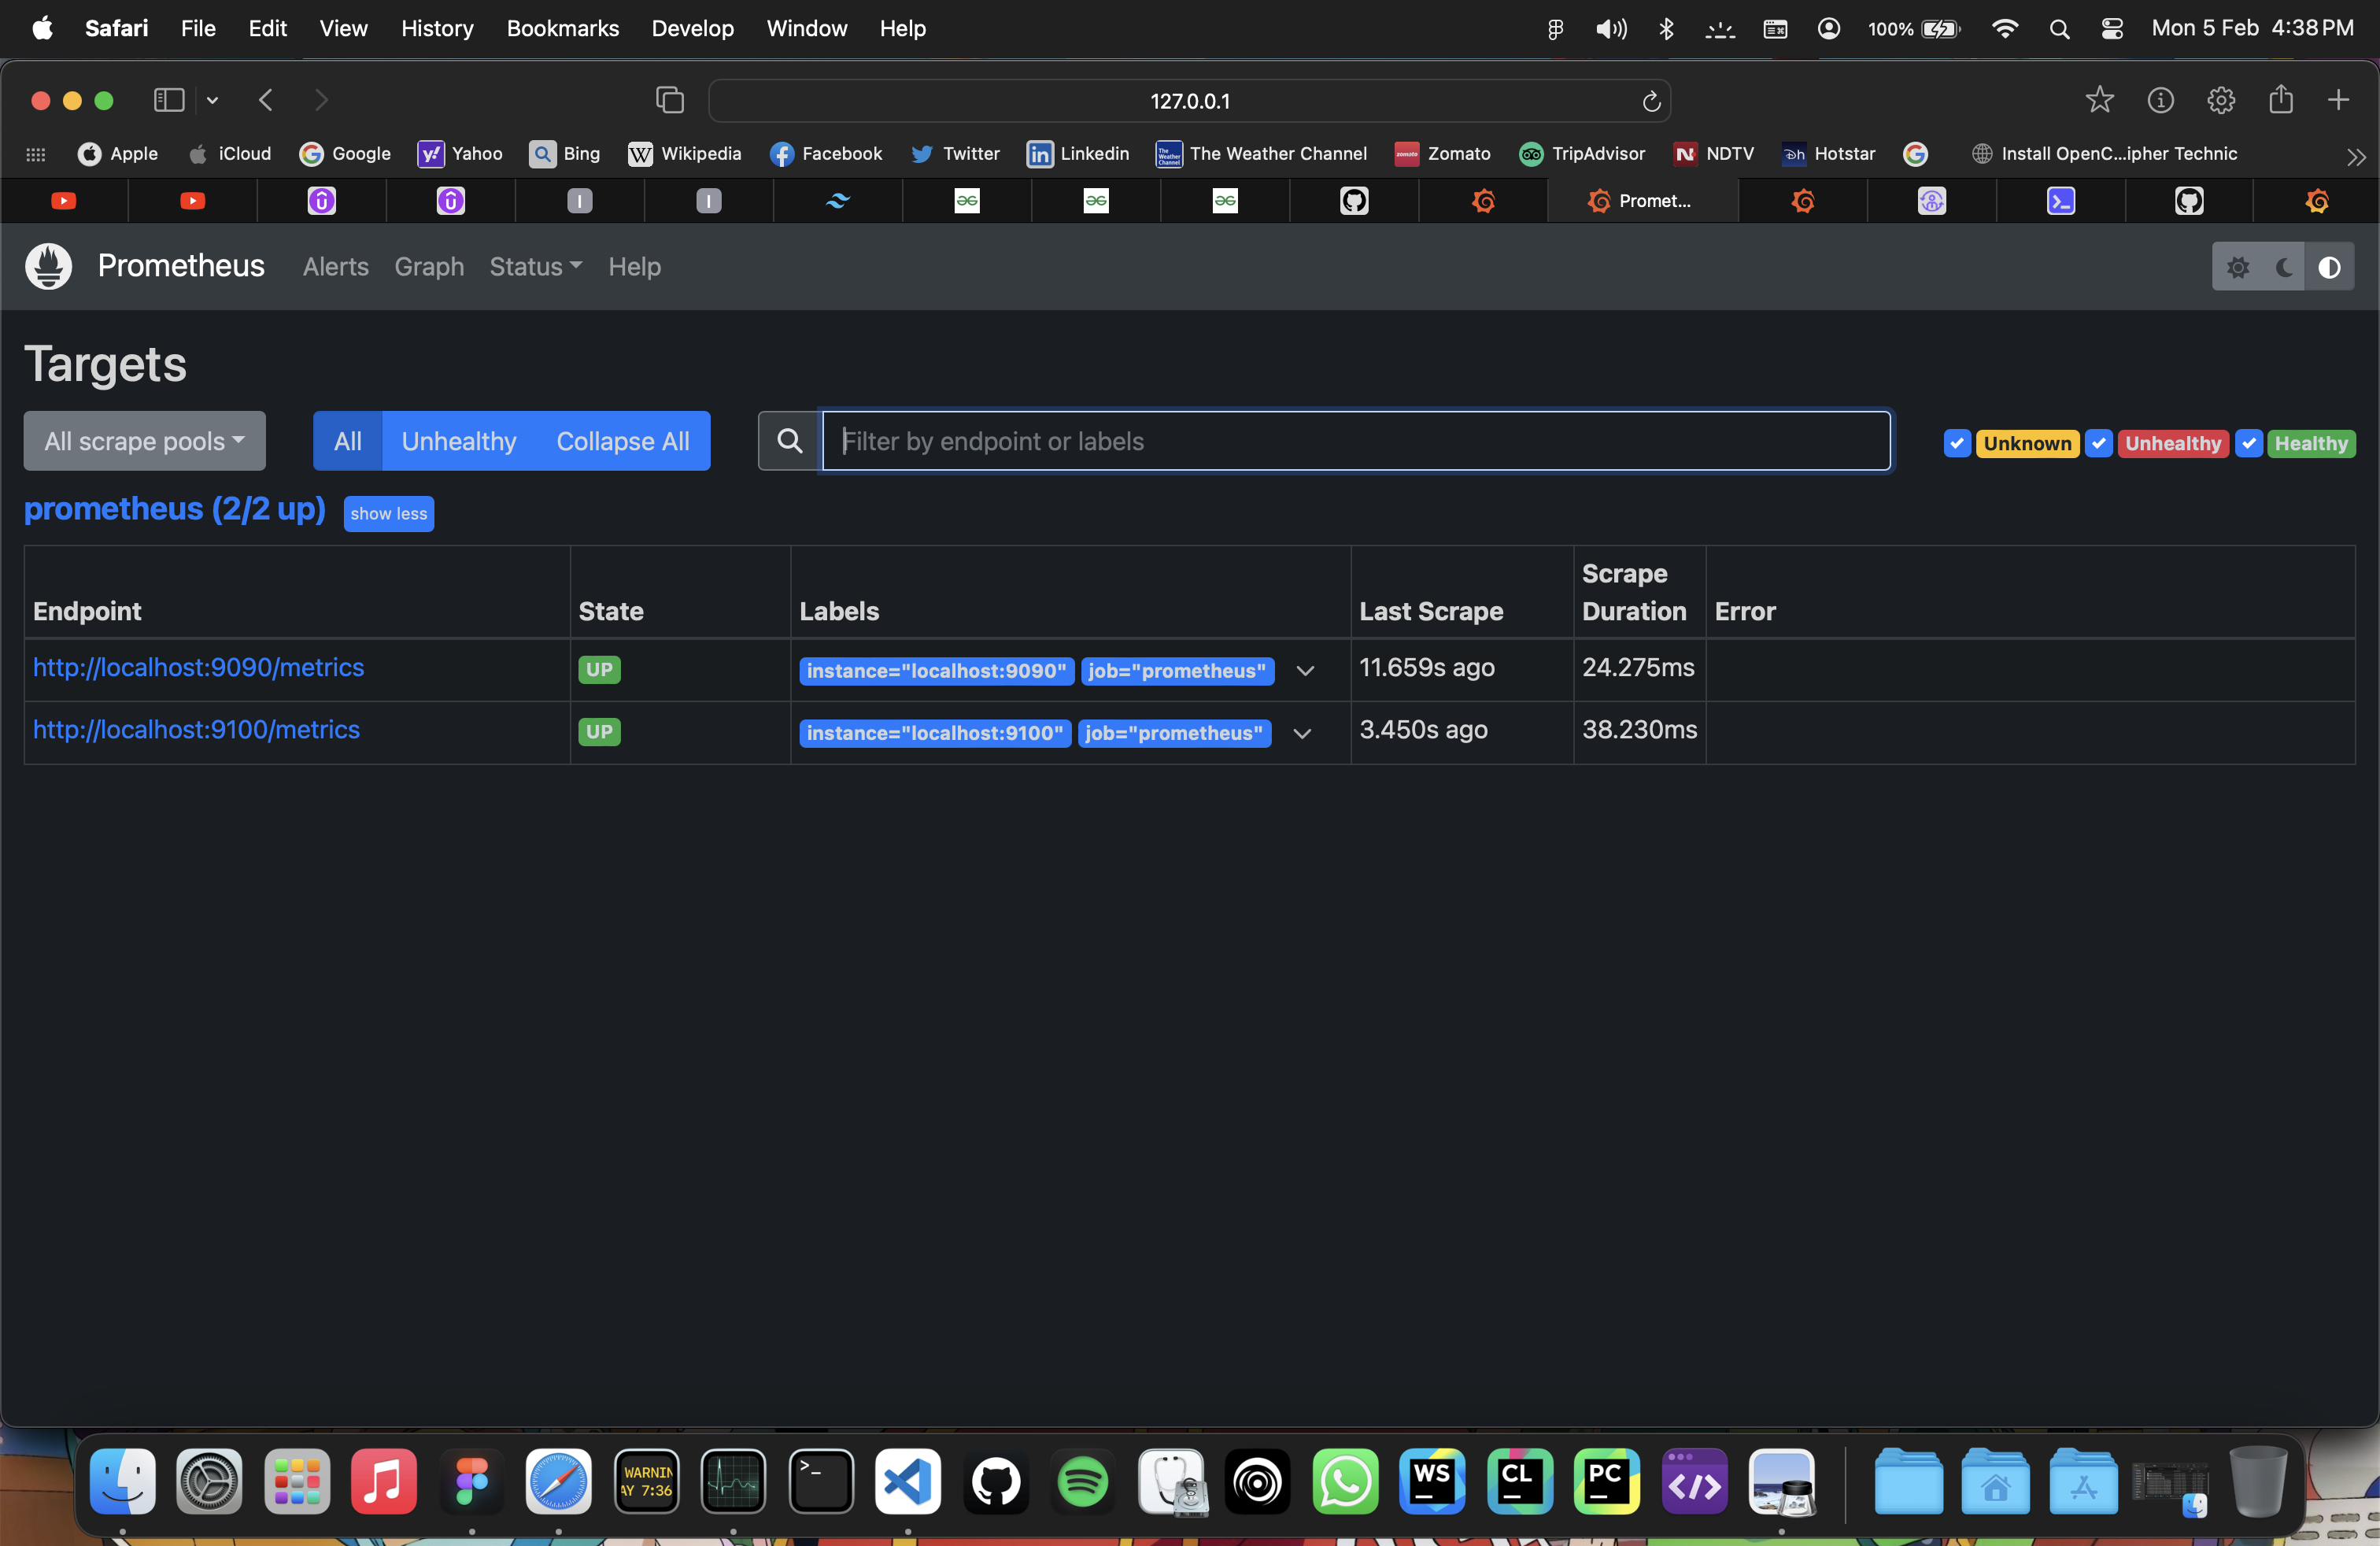 Safari File Edit View History Bookmarks Develop Window Help 100% Mon 5 Feb 4:38 PM
127.0.0.1
Apple iCloud Google Yahoo Bing Wikipedia Facebook Twitter Linkedin The Weather Channel Zomato TripAdvisor NDTV Hotstar Install OpenC...ipher Technic
Promet...
Prometheus Alerts Graph Status Help
Targets
All scrape pools All Unhealthy Collapse All Filter by endpoint or labels Unknown Unhealthy Healthy
prometheus (2/2 up) show less
Endpoint State Labels Last Scrape Scrape Duration Error
http://localhost:9090/metrics UP instance="localhost:9090" job="prometheus" 11.659s ago 24.275ms
http://localhost:9100/metrics UP instance="localhost:9100" job="prometheus" 3.450s ago 38.230ms
WARNIN
AY 7:36
WS CL PC